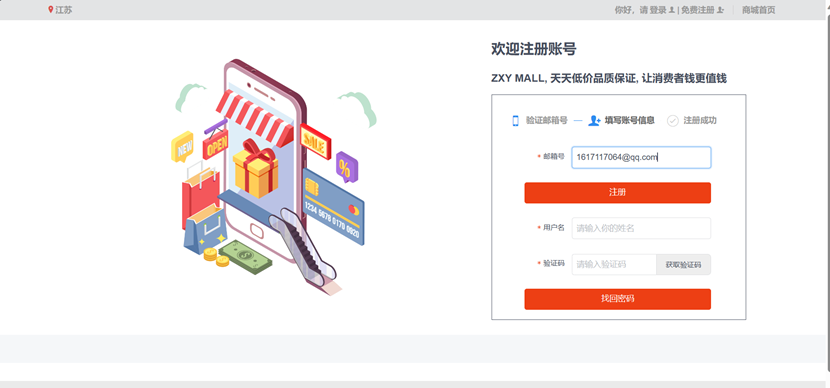 江苏
你好，请 登录 | 免费注册 商城首页
欢迎注册账号
ZXY MALL, 天天低价品质保证, 让消费者钱更值钱
验证邮箱号 — 填写账号信息 注册成功
* 邮箱号 1617117064@qq.com
注册
* 用户名 请输入你的姓名
* 验证码 请输入验证码 获取验证码
找回密码
NEW
OPEN
SALE
%
1234 5678 0170 0920